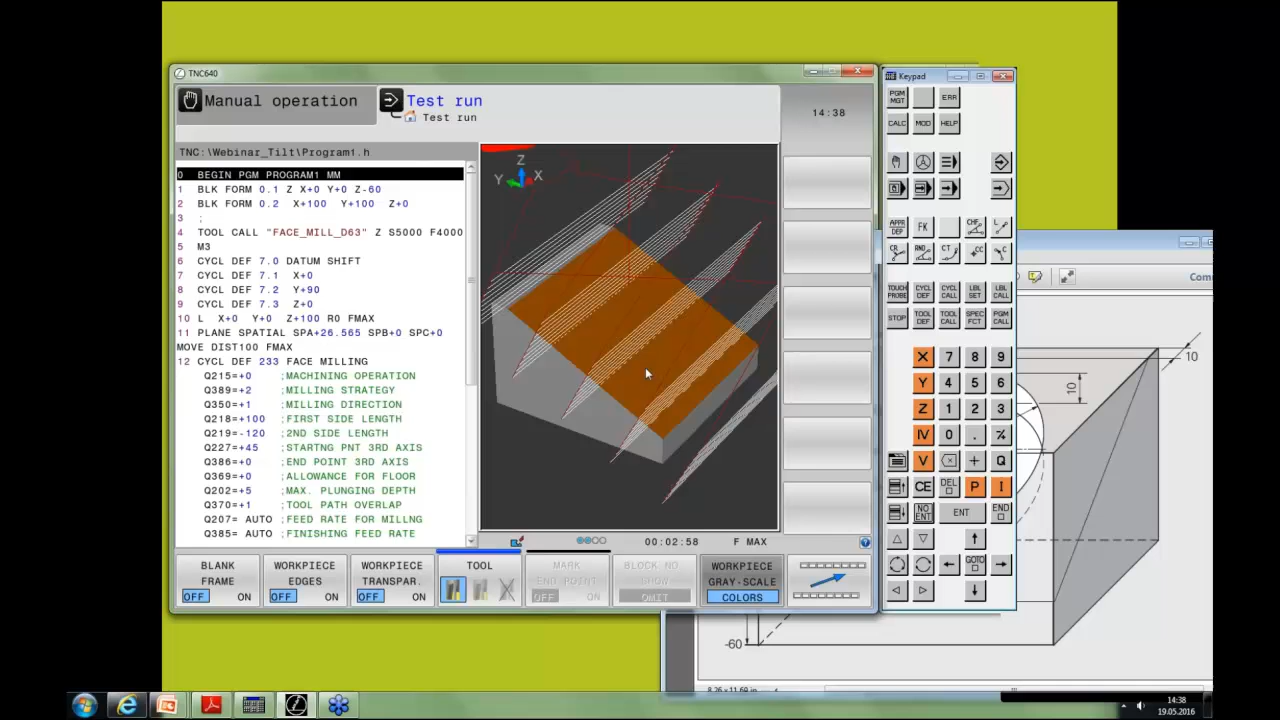 TNC640
Manual operation
Test run
Test run
14:38
TNC:\Webinar_Tilt\Program1.h
0 BEGIN PGM PROGRAM1 MM
1 BLK FORM 0.1 Z X+0 Y+0 Z-60
2 BLK FORM 0.2 X+100 Y+100 Z+0
3 ;
4 TOOL CALL "FACE_MILL_D63" Z S5000 F4000
5 M3
6 CYCL DEF 7.0 DATUM SHIFT
7 CYCL DEF 7.1 X+0
8 CYCL DEF 7.2 Y+90
9 CYCL DEF 7.3 Z+0
10 L X+0 Y+0 Z+100 R0 FMAX
11 PLANE SPATIAL SPA+26.565 SPB+0 SPC+0
MOVE DIST100 FMAX
12 CYCL DEF 233 FACE MILLING
Q215=+0 ;MACHINING OPERATION
Q389=+2 ;MILLING STRATEGY
Q350=+1 ;MILLING DIRECTION
Q218=+100 ;FIRST SIDE LENGTH
Q219=-120 ;2ND SIDE LENGTH
Q227=+45 ;STARTNG PNT 3RD AXIS
Q386=+0 ;END POINT 3RD AXIS
Q369=+0 ;ALLOWANCE FOR FLOOR
Q202=+5 ;MAX. PLUNGING DEPTH
Q370=+1 ;TOOL PATH OVERLAP
Q207= AUTO ;FEED RATE FOR MILLNG
Q385= AUTO ;FINISHING FEED RATE
Z
Y X
00:02:58 F MAX
BLANK FRAME OFF ON
WORKPIECE EDGES OFF ON
WORKPIECE TRANSPAR. OFF ON
TOOL
MARK END POINT OFF ON
BLOCK NO. SHOW OMIT
WORKPIECE GRAY-SCALE COLORS
Keypad
PGM MGT ERR
CALC MOD HELP
APPR DEP FK CHF L
CR RND CT CC C
TOUCH PROBE CYCL DEF CYCL CALL LBL SET LBL CALL
STOP TOOL DEF TOOL CALL SPEC FCT PGM CALL
X 7 8 9
Y 4 5 6
Z 1 2 3
IV 0 . 
V + Q
CE DEL P I
NO ENT ENT END
GOTO
Com
10
10
-60
8.26 x 11.69 in
14:38
19.05.2016